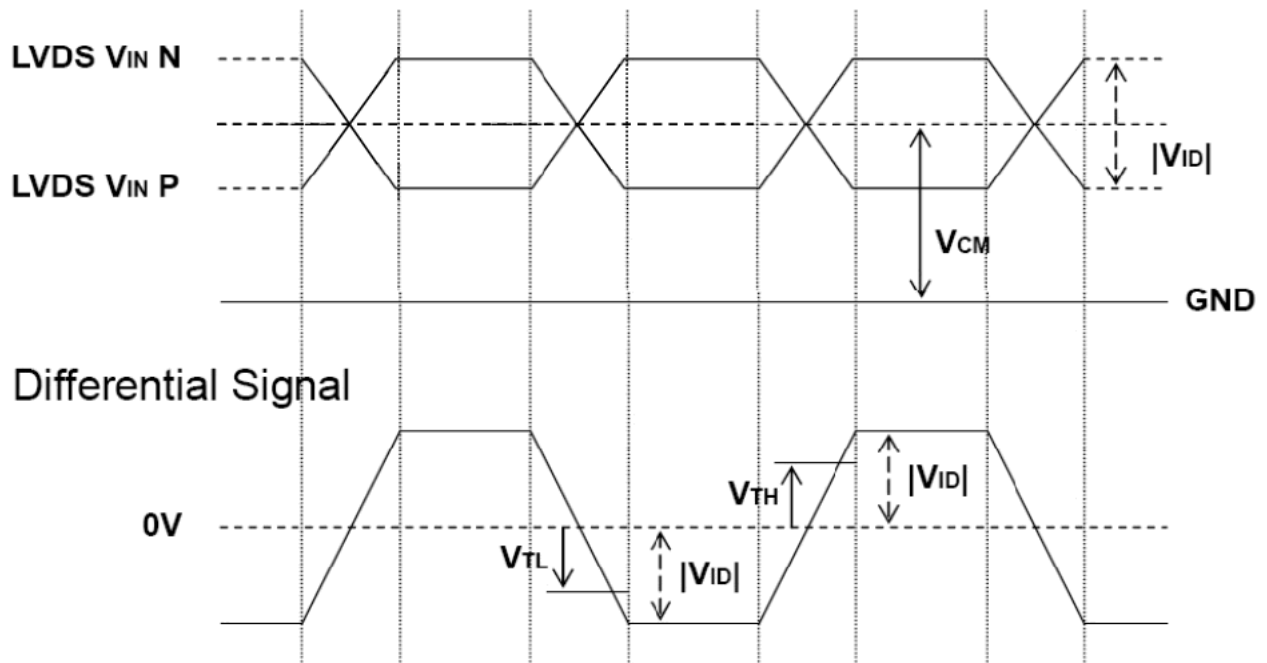 LVDS VIN N
LVDS VIN P
|VID|
VCM
GND
Differential Signal
0V
VTL
|VID|
VTH
|VID|